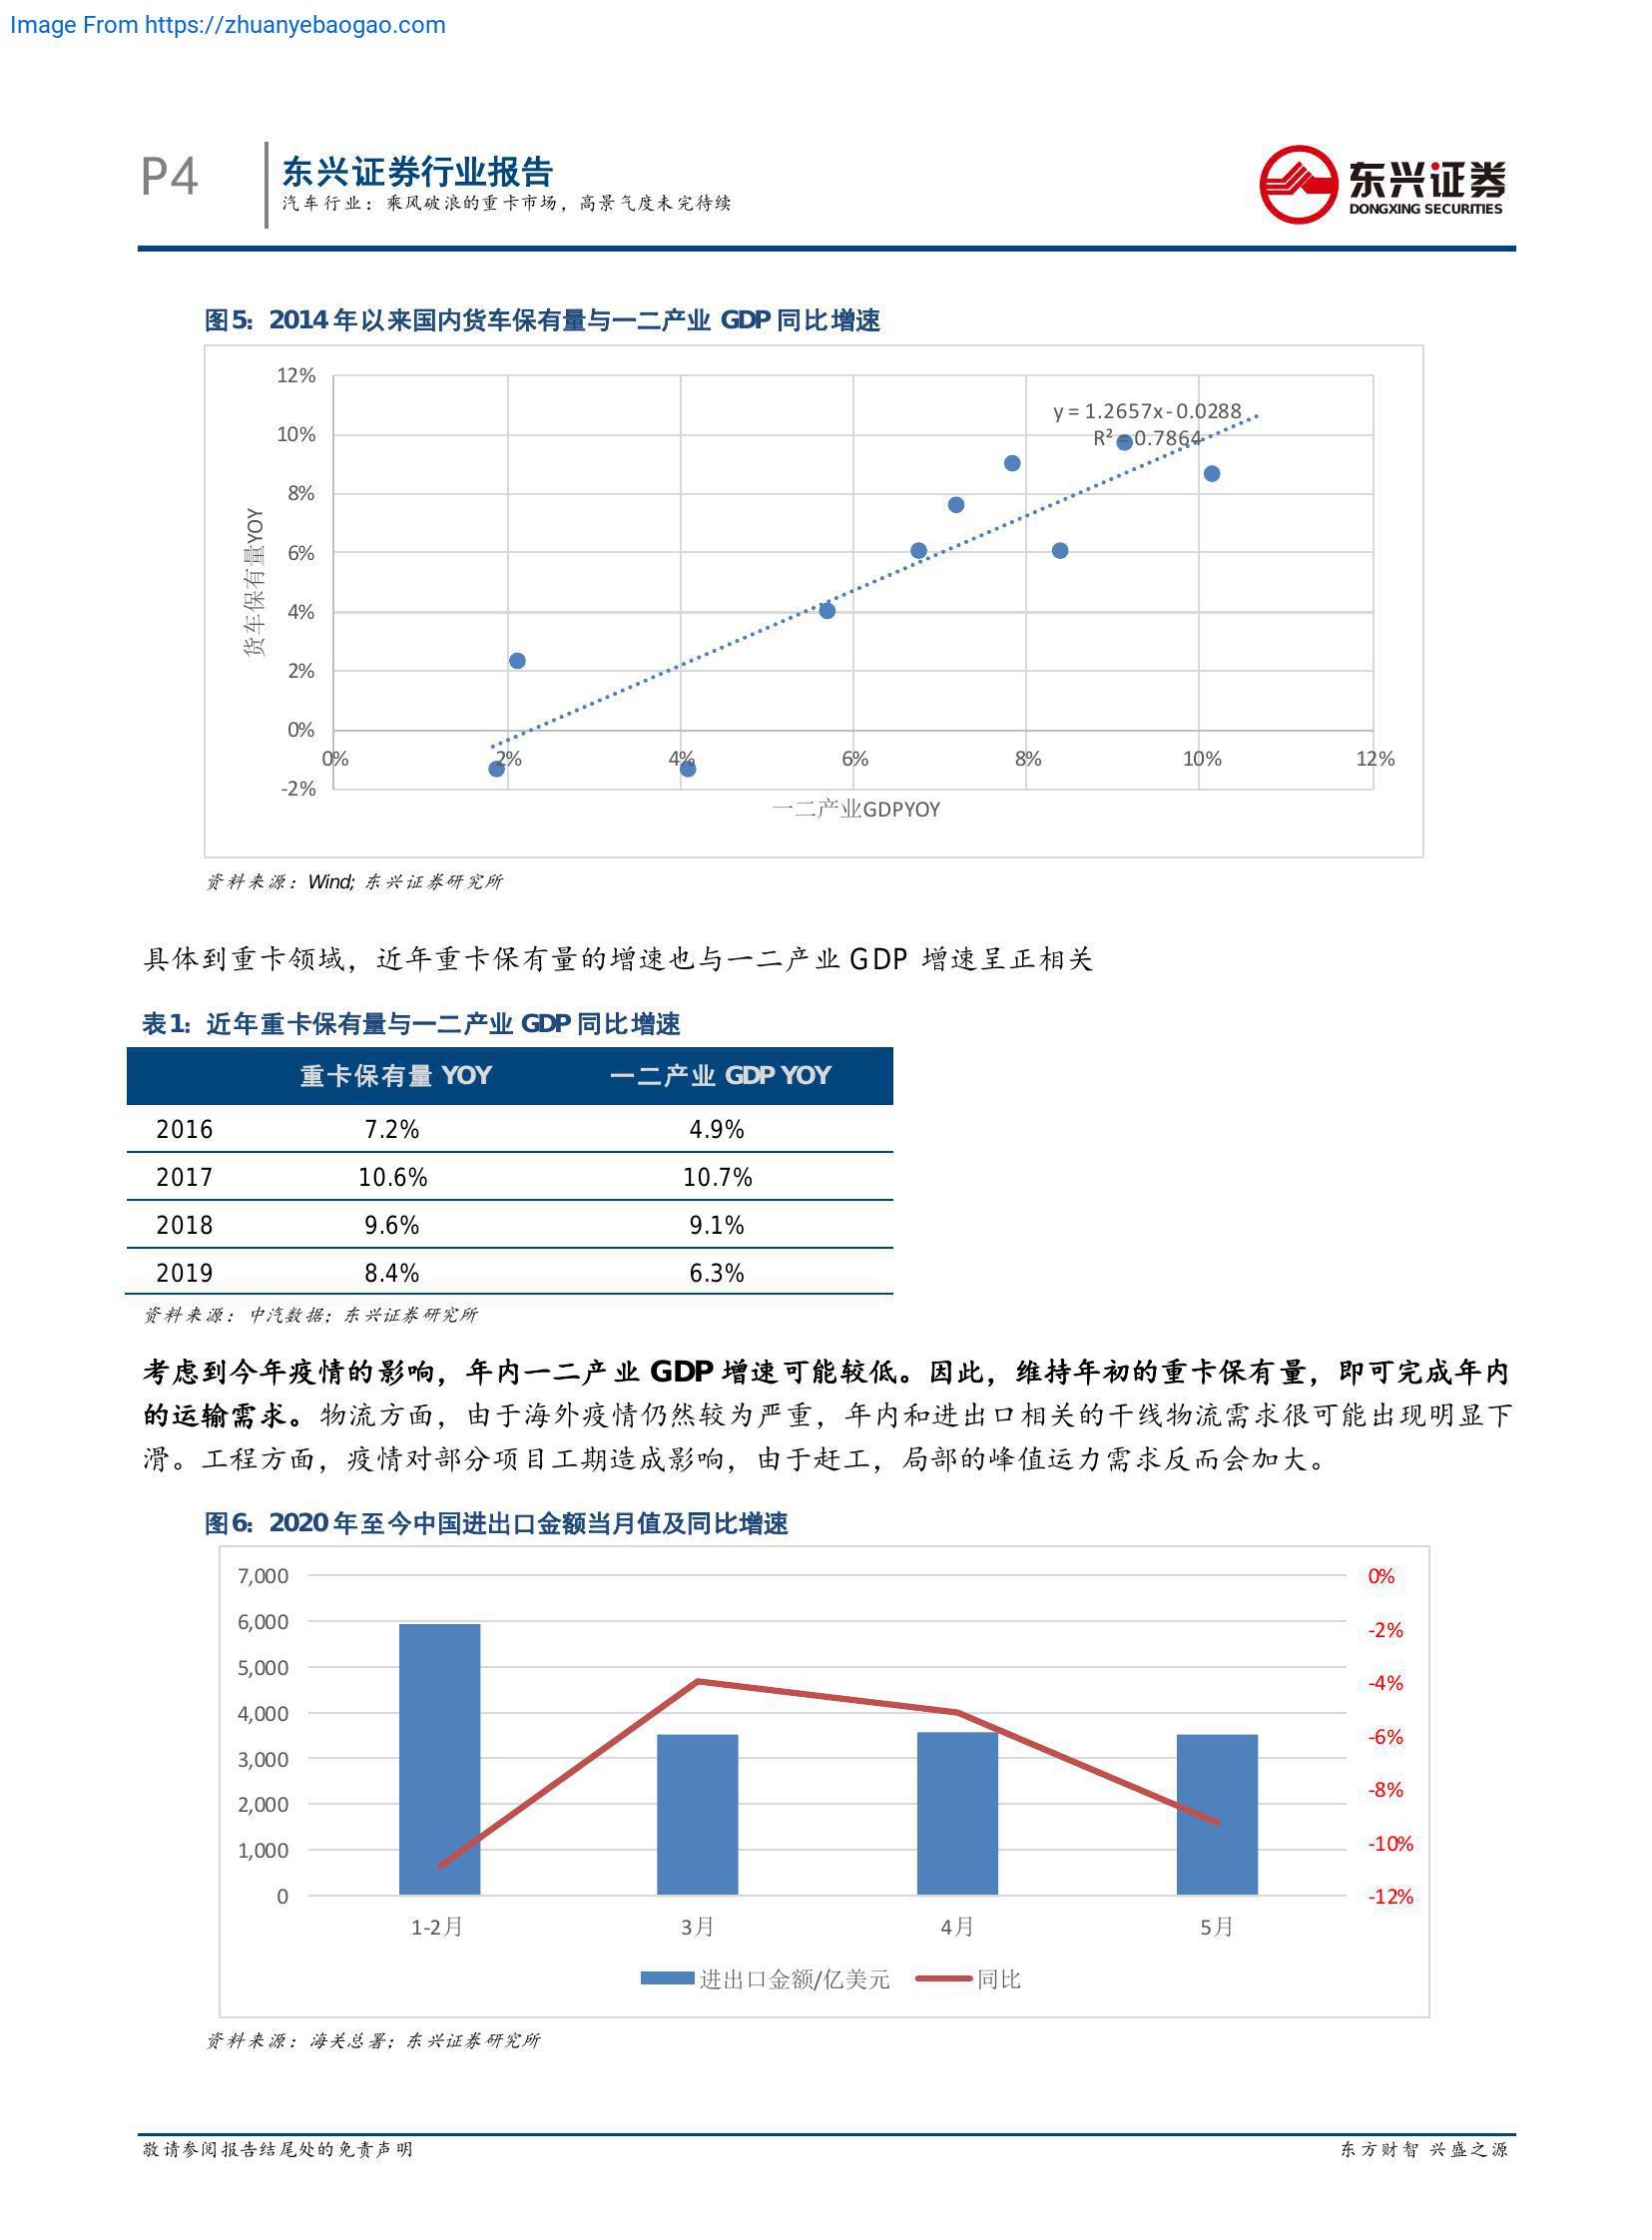 Image From https://zhuanyebaogao.com
P4
东兴证券行业报告
汽车行业：乘风破浪的重卡市场，高景气度未完待续
东兴证券
DONGXING SECURITIES
图5：2014 年以来国内货车保有量与一二产业 GDP 同比增速
12%
10%
8%
6%
4%
2%
0%
-2%
货车保有量YOY
y = 1.2657x - 0.0288
R² = 0.7864
0%
2%
4%
6%
8%
10%
12%
一二产业GDPYOY
资料来源：Wind; 东兴证券研究所
具体到重卡领域，近年重卡保有量的增速也与一二产业 GDP 增速呈正相关
表1：近年重卡保有量与一二产业 GDP 同比增速
重卡保有量 YOY 一二产业 GDP YOY
2016 7.2% 4.9%
2017 10.6% 10.7%
2018 9.6% 9.1%
2019 8.4% 6.3%
资料来源：中汽数据；东兴证券研究所
考虑到今年疫情的影响，年内一二产业 GDP 增速可能较低。因此，维持年初的重卡保有量，即可完成年内
的运输需求。物流方面，由于海外疫情仍然较为严重，年内和进出口相关的干线物流需求很可能出现明显下
滑。工程方面，疫情对部分项目工期造成影响，由于赶工，局部的峰值运力需求反而会加大。
图6：2020 年至今中国进出口金额当月值及同比增速
7,000
6,000
5,000
4,000
3,000
2,000
1,000
0
0%
-2%
-4%
-6%
-8%
-10%
-12%
1-2月
3月
4月
5月
进出口金额/亿美元
同比
资料来源：海关总署；东兴证券研究所
敬请参阅报告结尾处的免责声明
东方财智 兴盛之源